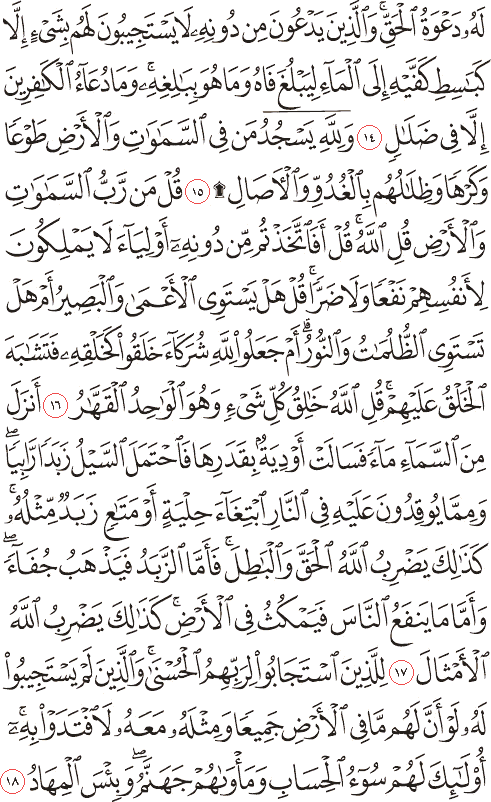 لَهُۥ دَعْوَةُ ٱلْحَقِّ ۖ وَٱلَّذِينَ يَدْعُونَ مِن دُونِهِۦ لَا يَسْتَجِيبُونَ لَهُم بِشَىْءٍ إِلَّا
كَبَـٰسِطِ كَفَّيْهِ إِلَى ٱلْمَآءِ لِيَبْلُغَ فَاهُ وَمَا هُوَ بِبَـٰلِغِهِۦ ۚ وَمَا دُعَآءُ ٱلْكَـٰفِرِينَ
إِلَّا فِى ضَلَـٰلٍ ١٤ وَلِلَّهِ يَسْجُدُ مَن فِى ٱلسَّمَـٰوَٰتِ وَٱلْأَرْضِ طَوْعًا
وَكَرْهًا وَظِلَـٰلُهُم بِٱلْغُدُوِّ وَٱلْـَٔاصَالِ ۩ ١٥ قُلْ مَن رَّبُّ ٱلسَّمَـٰوَٰتِ
وَٱلْأَرْضِ قُلِ ٱللَّهُ ۚ قُلْ أَفَٱتَّخَذْتُم مِّن دُونِهِۦٓ أَوْلِيَآءَ لَا يَمْلِكُونَ
لِأَنفُسِهِمْ نَفْعًا وَلَا ضَرًّا ۚ قُلْ هَلْ يَسْتَوِى ٱلْأَعْمَىٰ وَٱلْبَصِيرُ أَمْ هَلْ
تَسْتَوِى ٱلظُّلُمَـٰتُ وَٱلنُّورُ ۗ أَمْ جَعَلُوا۟ لِلَّهِ شُرَكَآءَ خَلَقُوا۟ كَخَلْقِهِۦ فَتَشَـٰبَهَ
ٱلْخَلْقُ عَلَيْهِمْ ۚ قُلِ ٱللَّهُ خَـٰلِقُ كُلِّ شَىْءٍ وَهُوَ ٱلْوَٰحِدُ ٱلْقَهَّـٰرُ ١٦ أَنزَلَ
مِنَ ٱلسَّمَآءِ مَآءً فَسَالَتْ أَوْدِيَةٌۢ بِقَدَرِهَا فَٱحْتَمَلَ ٱلسَّيْلُ زَبَدًا رَّابِيًا ۖ
وَمِمَّا يُوقِدُونَ عَلَيْهِ فِى ٱلنَّارِ ٱبْتِغَآءَ حِلْيَةٍ أَوْ مَتَـٰعٍ زَبَدٌ مِّثْلُهُۥ ۚ
كَذَٰلِكَ يَضْرِبُ ٱللَّهُ ٱلْحَقَّ وَٱلْبَـٰطِلَ ۚ فَأَمَّا ٱلزَّبَدُ فَيَذْهَبُ جُفَآءً ۖ
وَأَمَّا مَا يَنفَعُ ٱلنَّاسَ فَيَمْكُثُ فِى ٱلْأَرْضِ ۚ كَذَٰلِكَ يَضْرِبُ ٱللَّهُ
ٱلْأَمْثَالَ ١٧ لِلَّذِينَ ٱسْتَجَابُوا۟ لِرَبِّهِمُ ٱلْحُسْنَىٰ ۚ وَٱلَّذِينَ لَمْ يَسْتَجِيبُوا۟
لَهُۥ لَوْ أَنَّ لَهُم مَّا فِى ٱلْأَرْضِ جَمِيعًا وَمِثْلَهُۥ مَعَهُۥ لَٱفْتَدَوْا۟ بِهِۦٓ ۚ
أُو۟لَـٰٓئِكَ لَهُمْ سُوٓءُ ٱلْحِسَابِ وَمَأْوَىٰهُمْ جَهَنَّمُ ۖ وَبِئْسَ ٱلْمِهَادُ ١٨